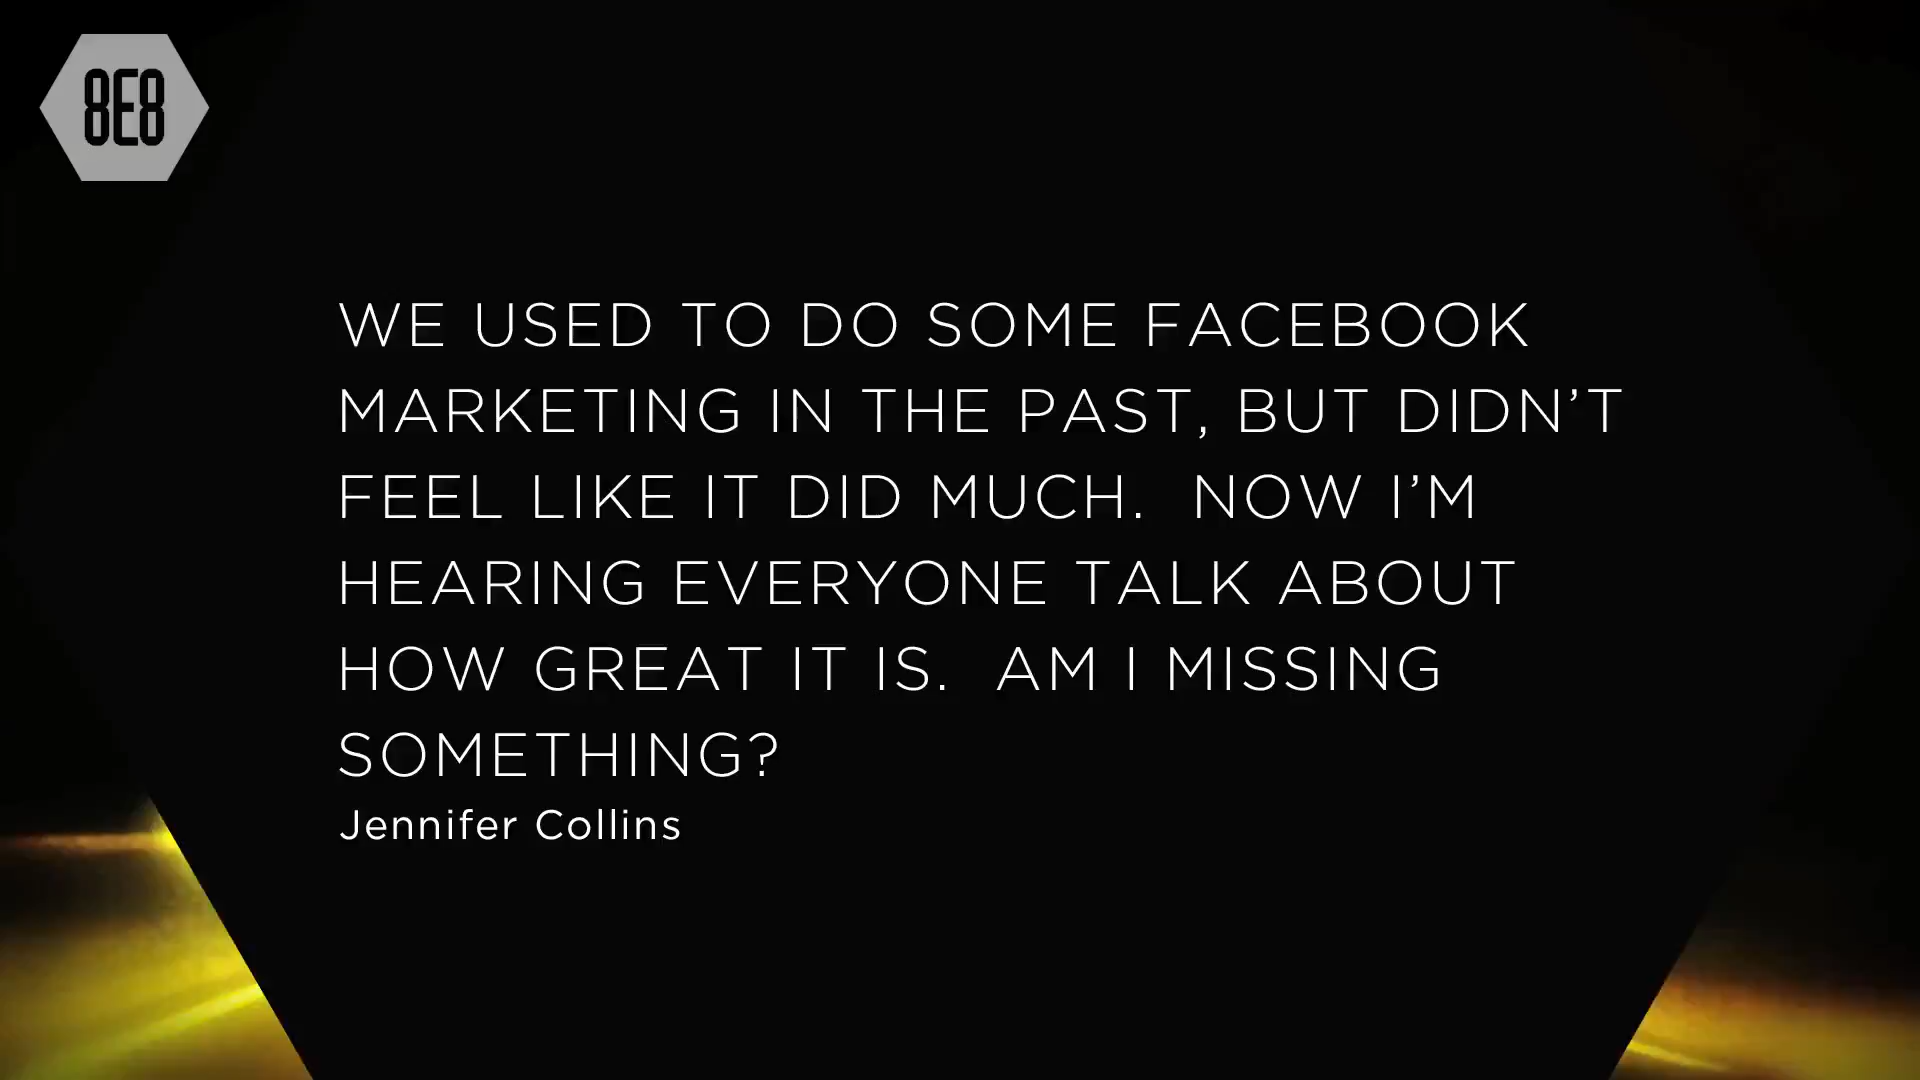 8E8
WE USED TO DO SOME FACEBOOK
MARKETING IN THE PAST, BUT DIDN’T
FEEL LIKE IT DID MUCH.  NOW I’M
HEARING EVERYONE TALK ABOUT
HOW GREAT IT IS.  AM I MISSING
SOMETHING?
Jennifer Collins